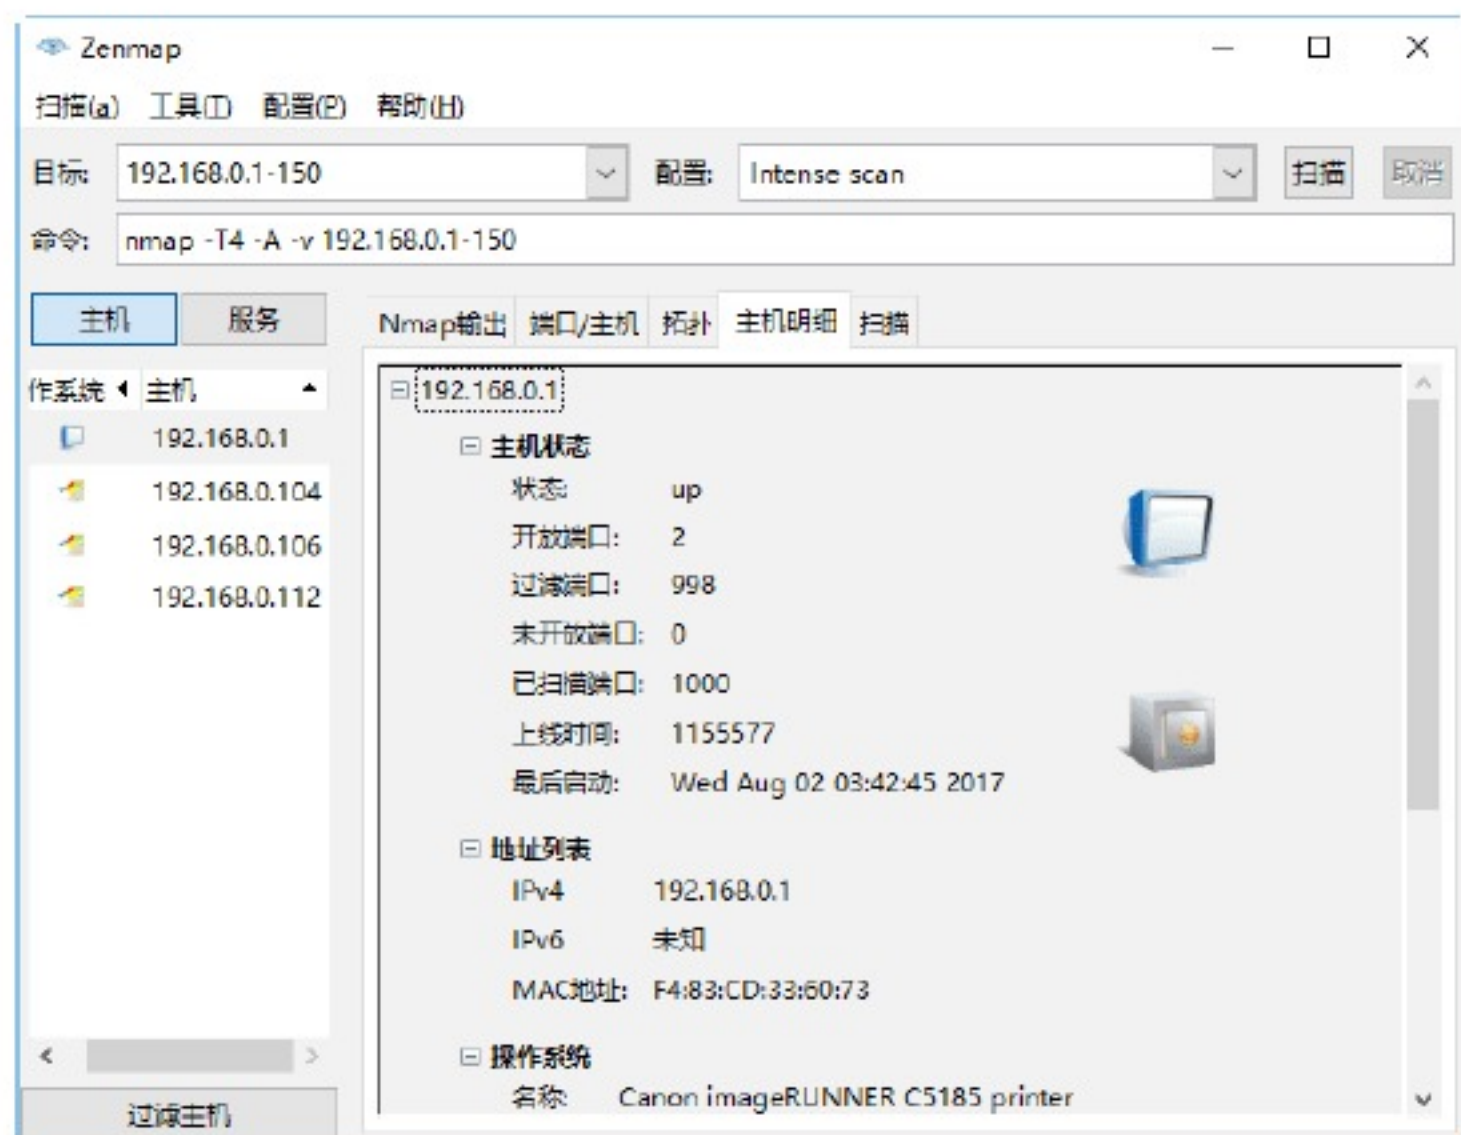 Zenmap
扫描(a) 工具(T) 配置(P) 帮助(H)
目标: 192.168.0.1-150 配置: Intense scan 扫描 取消
命令: nmap -T4 -A -v 192.168.0.1-150
主机 服务
Nmap输出 端口/主机 拓扑 主机明细 扫描
作系统 主机
192.168.0.1
192.168.0.104
192.168.0.106
192.168.0.112
过滤主机
192.168.0.1
主机状态
状态: up
开放端口: 2
过滤端口: 998
未开放端口: 0
已扫描端口: 1000
上线时间: 1155577
最后启动: Wed Aug 02 03:42:45 2017
地址列表
IPv4 192.168.0.1
IPv6 未知
MAC地址: F4:83:CD:33:60:73
操作系统
名称: Canon imageRUNNER C5185 printer